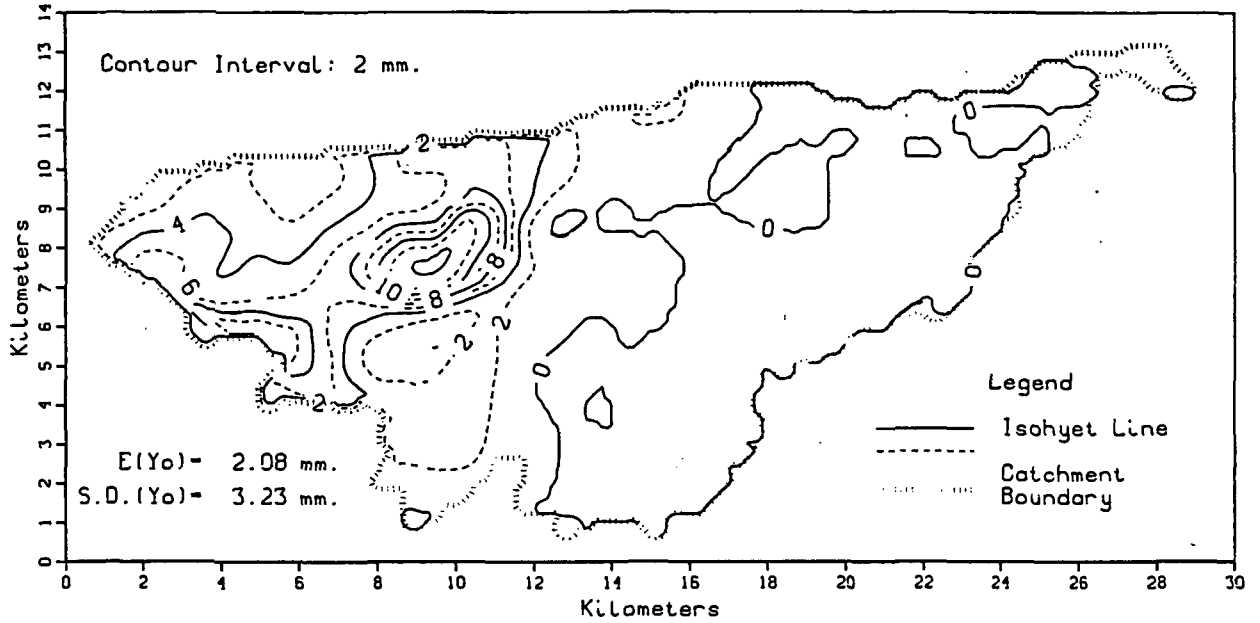 14
13
12
11
10
9
8
7
6
5
4
3
2
1
0
Kilometers
Contour Interval: 2 mm.
2
4
6
10
8
8
2
2
2
0
0
0
0
0
E(Yo)- 2.08 mm.
S.D.(Yo)- 3.23 mm.
Legend
Isohyet Line
Catchment
Boundary
0 2 4 6 8 10 12 14 16 18 20 22 24 26 28 30
Kilometers